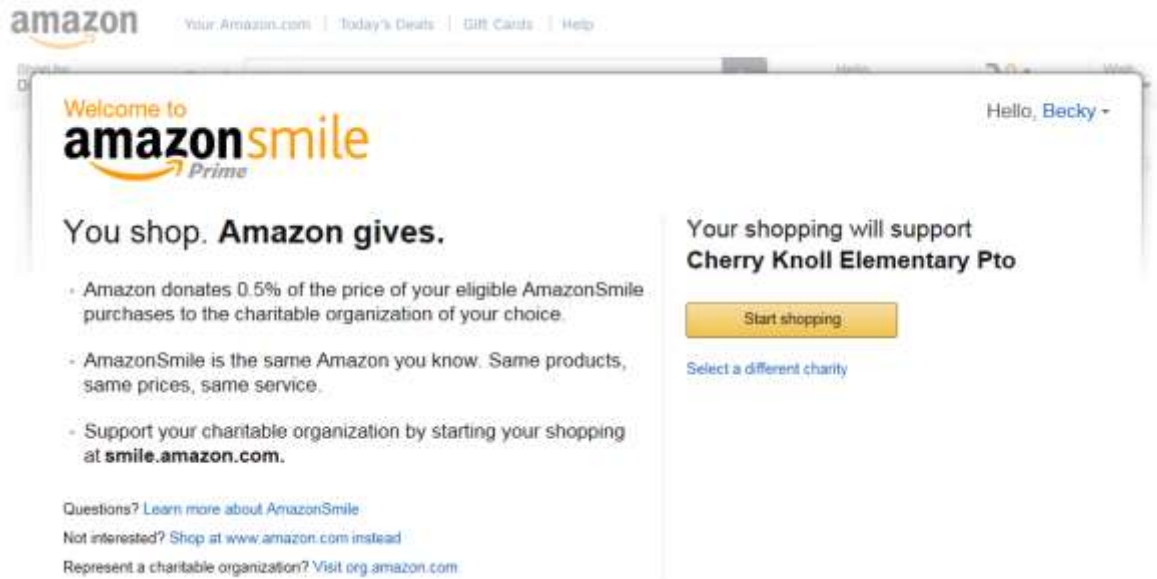 amazon
Your Amazon.com | Today's Deals | Gift Cards | Help
Shop by
Hello
0
Wish
Welcome to
amazonsmile
Prime
Hello, Becky
You shop. Amazon gives.
Your shopping will support
Cherry Knoll Elementary Pto
- Amazon donates 0.5% of the price of your eligible AmazonSmile
purchases to the charitable organization of your choice.
Start shopping
- AmazonSmile is the same Amazon you know. Same products,
same prices, same service.
Select a different charity
- Support your charitable organization by starting your shopping
at smile.amazon.com.
Questions? Learn more about AmazonSmile
Not interested? Shop at www.amazon.com instead
Represent a charitable organization? Visit org.amazon.com